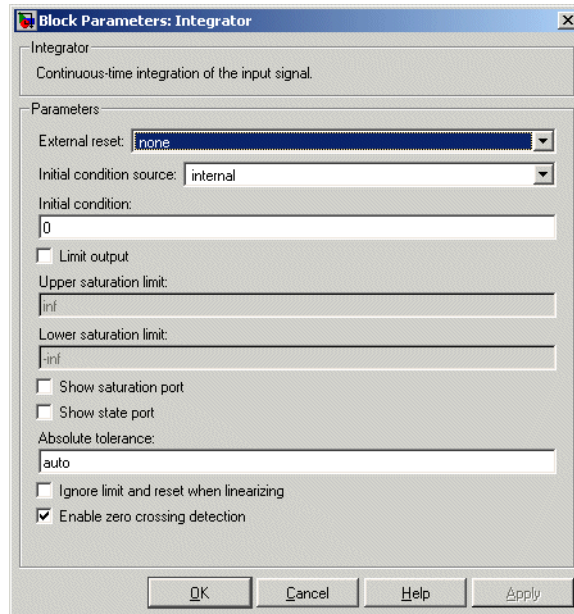 Block Parameters: Integrator
Integrator
Continuous-time integration of the input signal.
Parameters
External reset: none
Initial condition source: internal
Initial condition:
0
Limit output
Upper saturation limit:
inf
Lower saturation limit:
-inf
Show saturation port
Show state port
Absolute tolerance:
auto
Ignore limit and reset when linearizing
Enable zero crossing detection
OK Cancel Help Apply